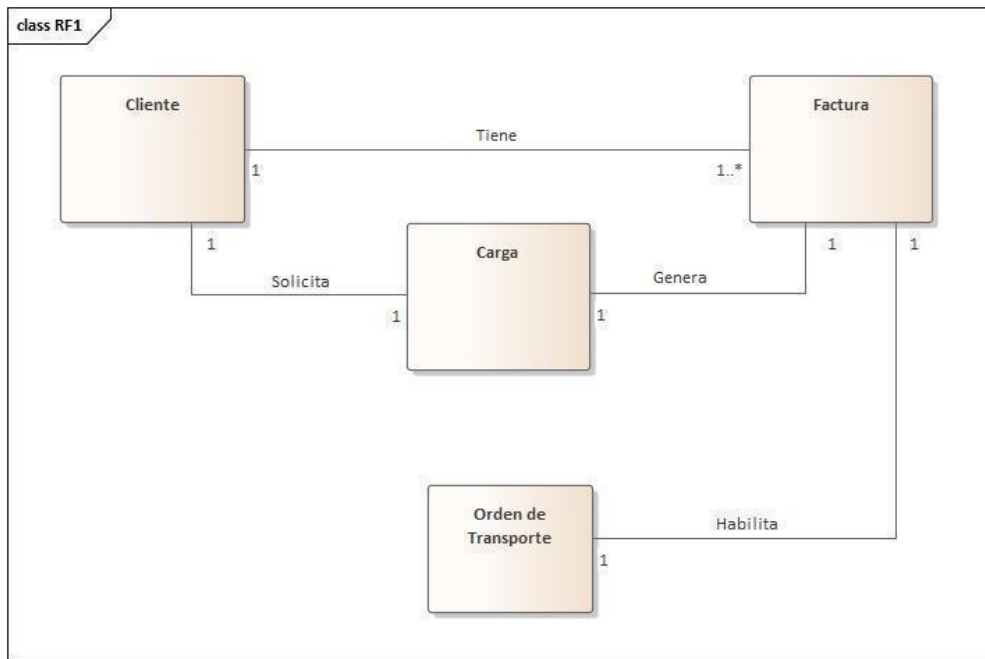 class RF1
Cliente
Factura
Tiene
1
1..*
1
Carga
1
1
Solicita
Genera
1
1
Orden de
Transporte
Habilita
1